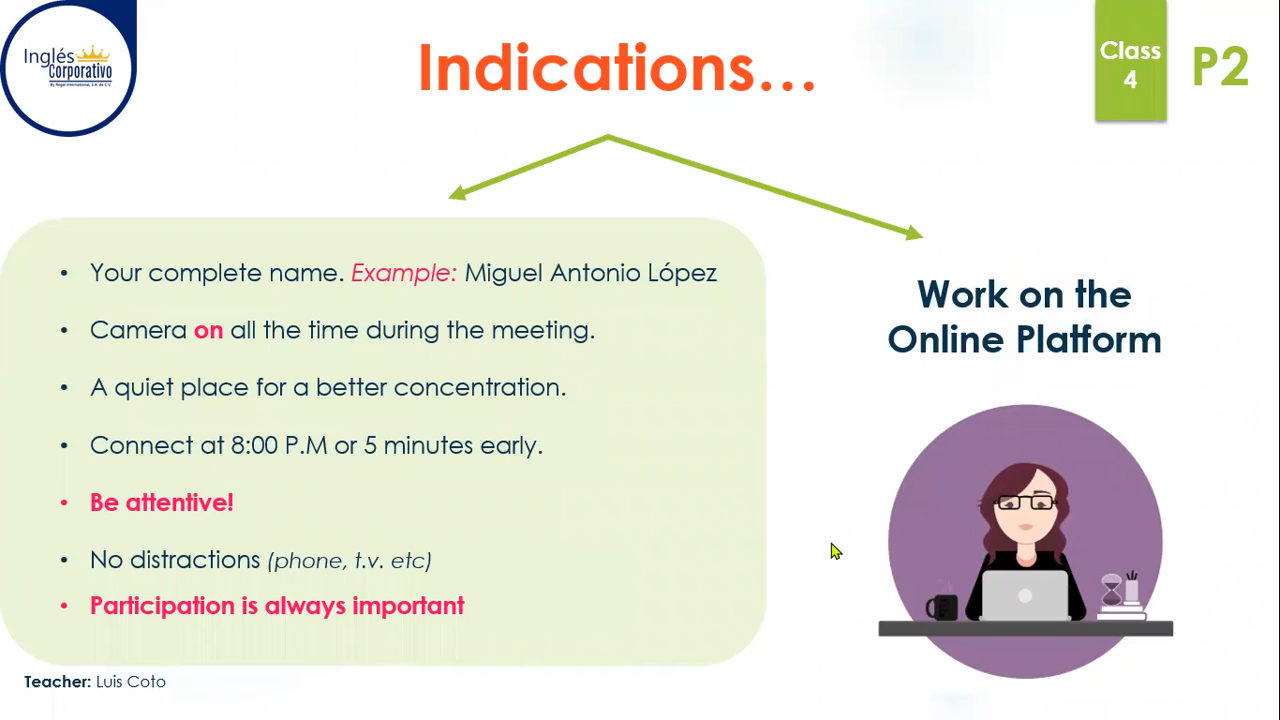 Inglés
Corporativo
By Regal International, S.A. de C.V.
Indications...
Class
4
P2
• Your complete name. Example: Miguel Antonio López
• Camera on all the time during the meeting.
• A quiet place for a better concentration.
• Connect at 8:00 P.M or 5 minutes early.
• Be attentive!
• No distractions (phone, t.v. etc)
• Participation is always important
Work on the
Online Platform
Teacher: Luis Coto